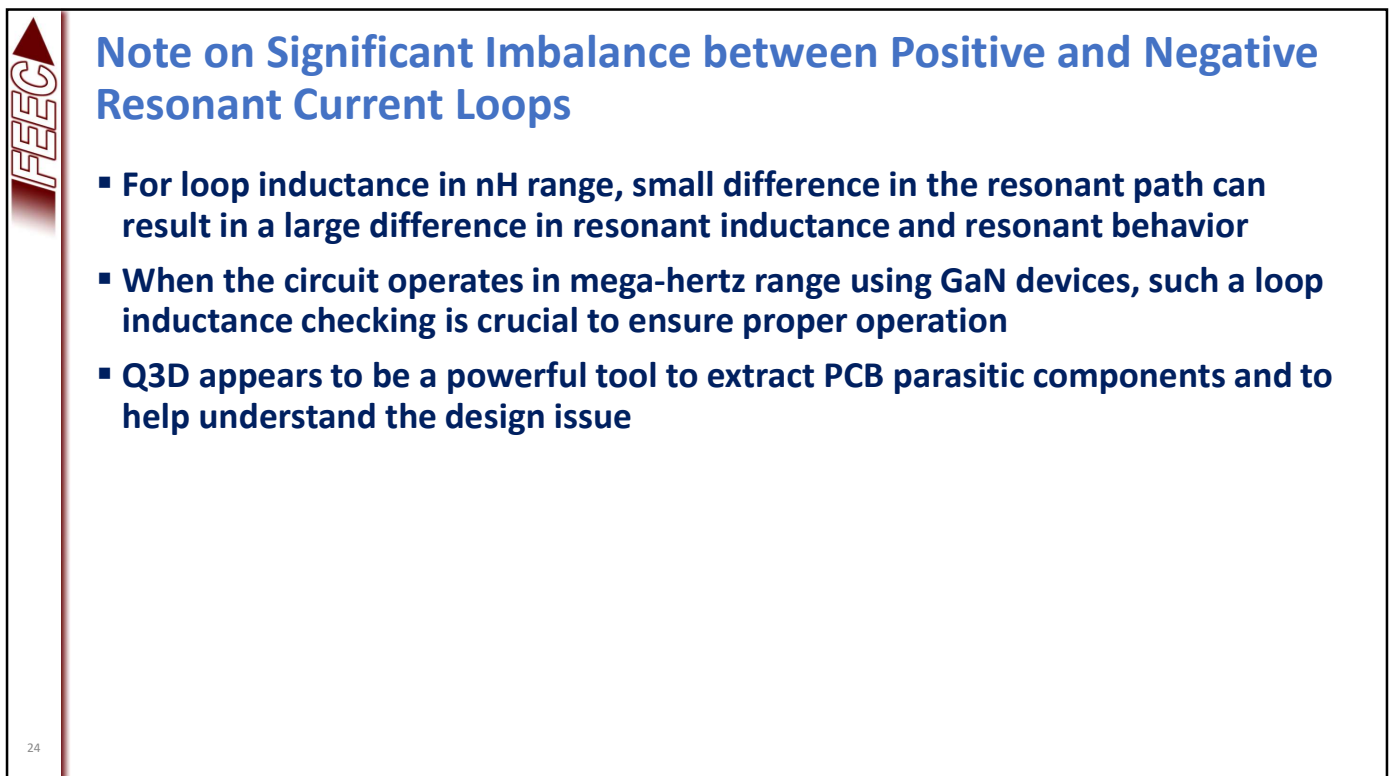 FEEC
Note on Significant Imbalance between Positive and Negative
Resonant Current Loops
▪ For loop inductance in nH range, small difference in the resonant path can
result in a large difference in resonant inductance and resonant behavior
▪ When the circuit operates in mega-hertz range using GaN devices, such a loop
inductance checking is crucial to ensure proper operation
▪ Q3D appears to be a powerful tool to extract PCB parasitic components and to
help understand the design issue
24